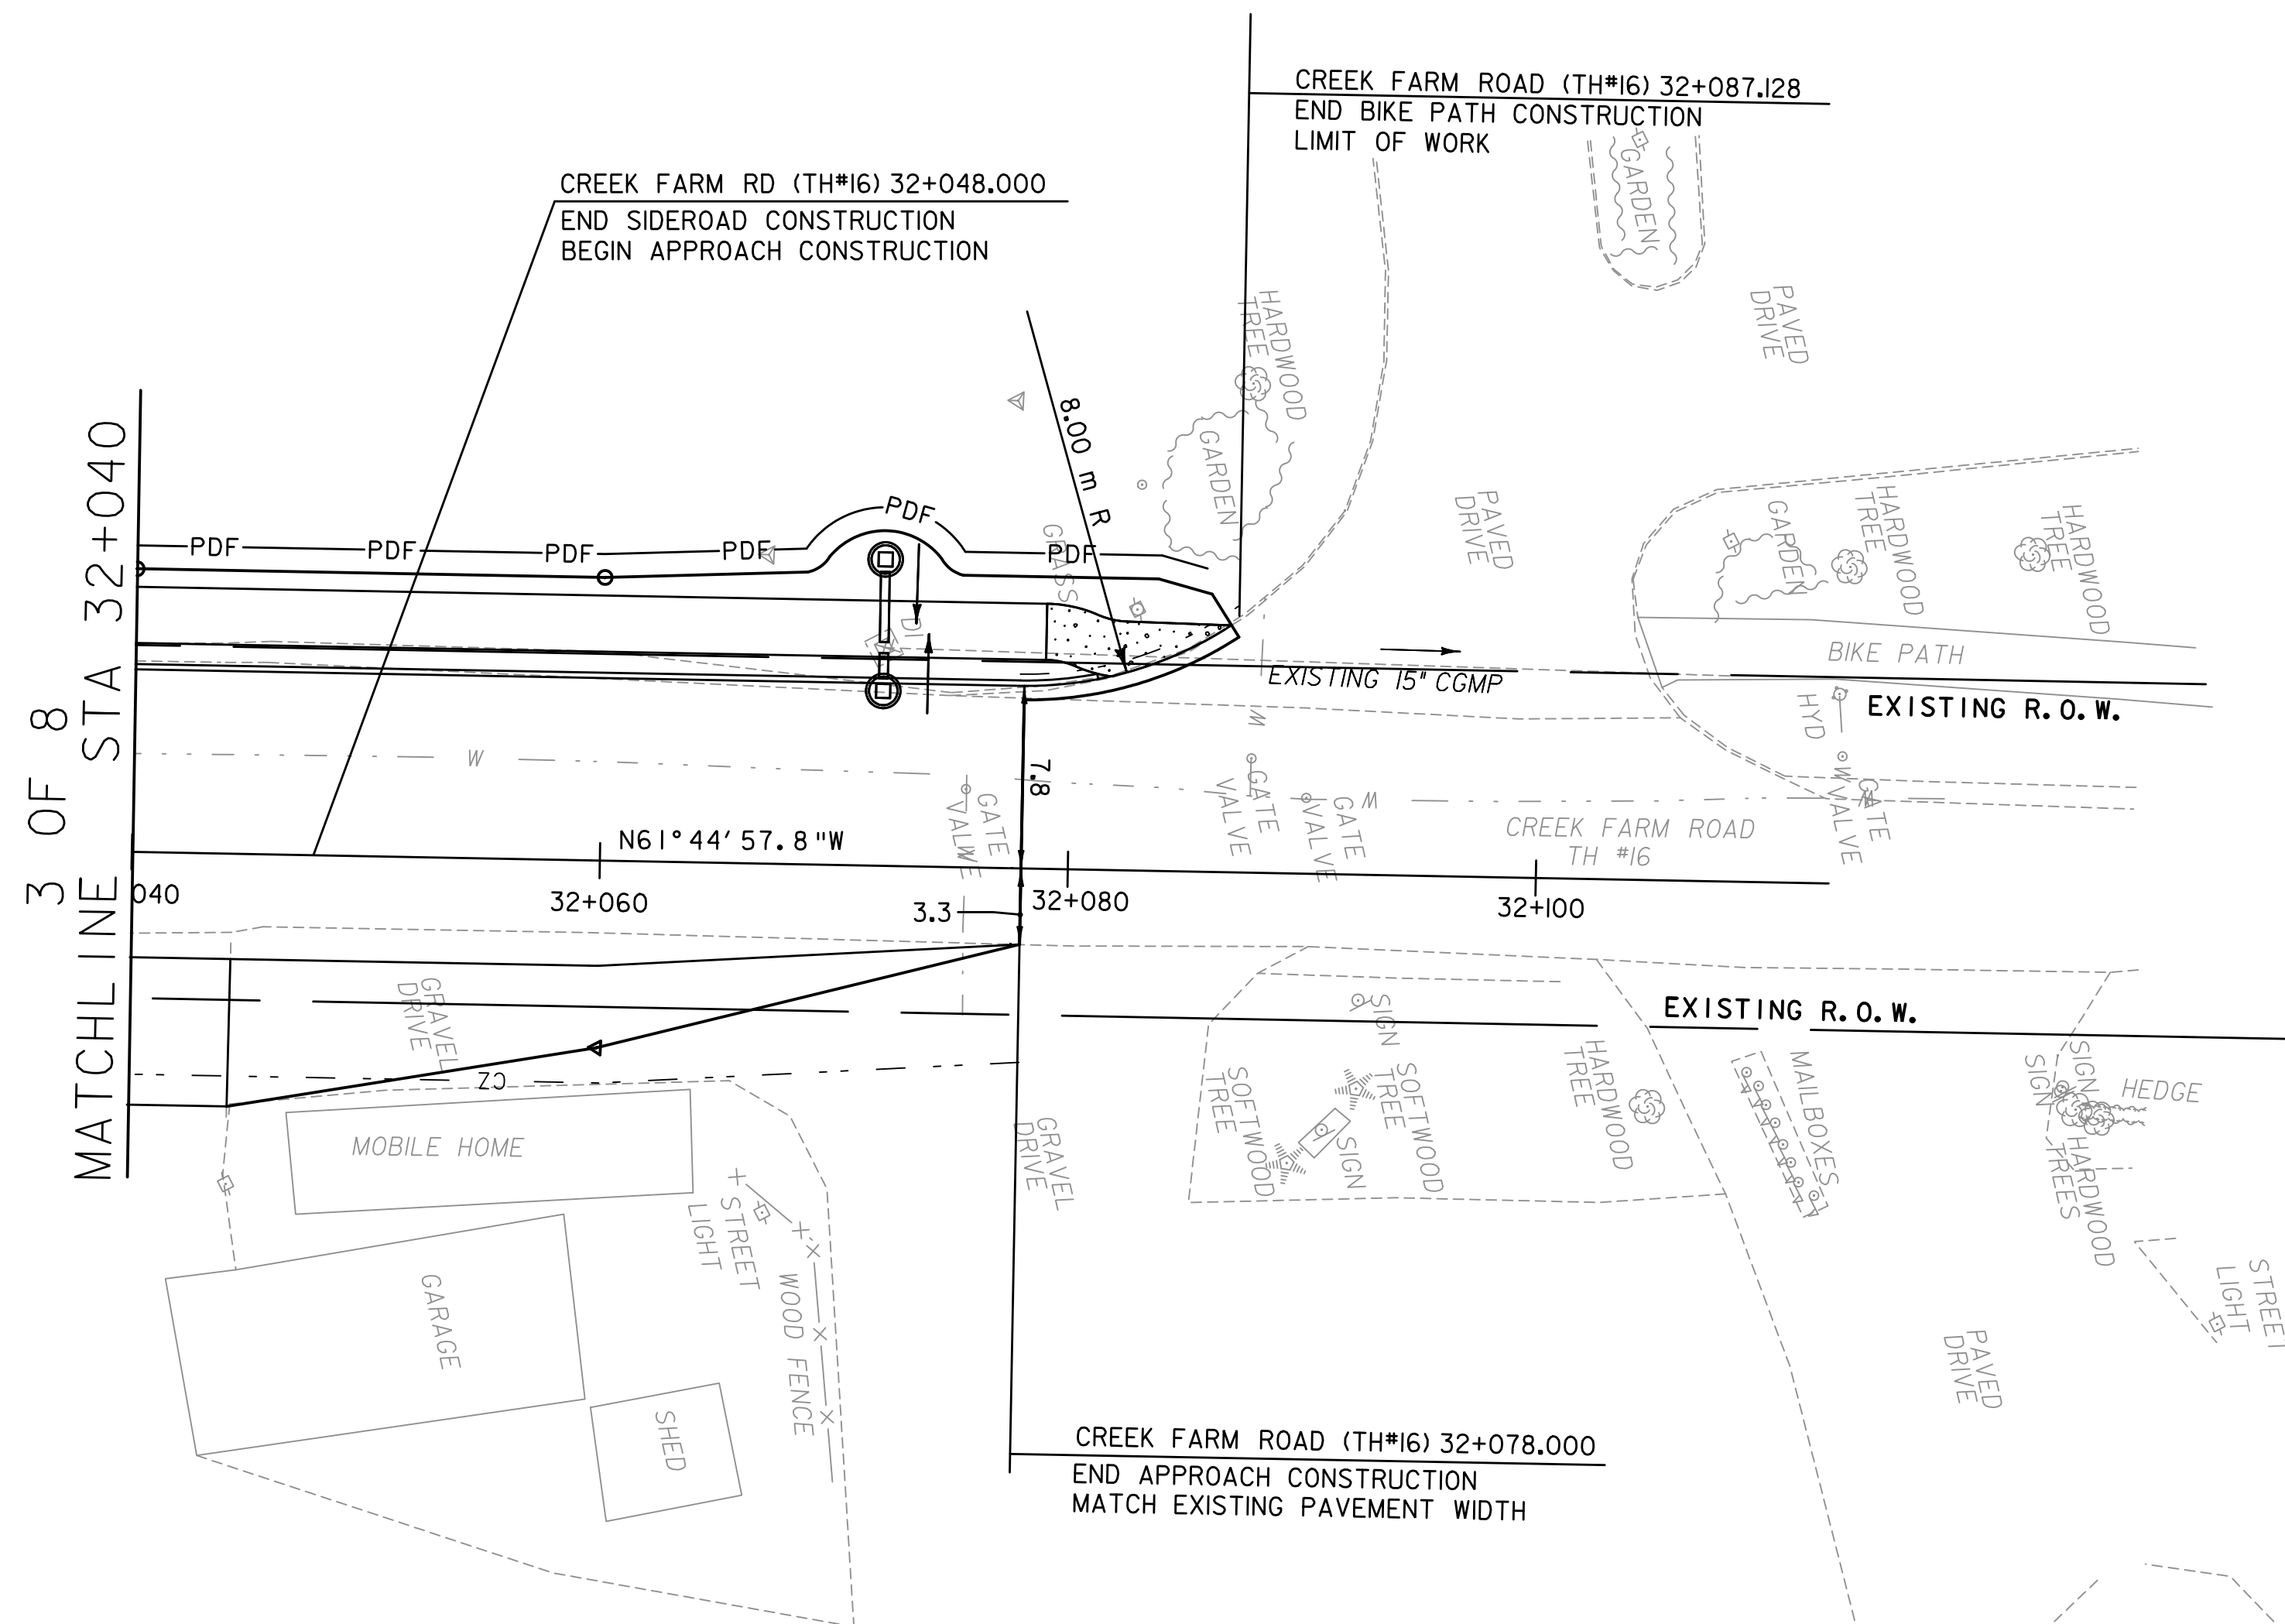 CREEK FARM ROAD (TH#16) 32+087.128
END BIKE PATH CONSTRUCTION
LIMIT OF WORK
CREEK FARM RD (TH#16) 32+048.000
END SIDEROAD CONSTRUCTION
BEGIN APPROACH CONSTRUCTION
GARDEN
PAVED
DRIVE
HARDWOOD
TREE
8.00 m R
GARDEN
PAVED
DRIVE
GARDEN
HARDWOOD
TREE
HARDWOOD
TREE
3 OF 8
MATCHLINE STA 32+040
PDF
PDF
PDF
PDF
PDF
PDF
GRASS
DI
BIKE PATH
EXISTING 15" CGMP
EXISTING R.O.W.
HYD
W
W
7.8
GATE
VALVE
W
GATE
VALVE
GATE
VALVE
W
W
W
GATE
VALVE
CREEK FARM ROAD
TH #16
N61°44'57.8"W
040
32+060
3.3
32+080
32+100
GRAVEL
DRIVE
CZ
EXISTING R.O.W.
SIGN
SOFTWOOD
TREE
SOFTWOOD
TREE
SIGN
HARDWOOD
TREE
MAILBOXES
SIGN
SIGN
HEDGE
HARDWOOD
TREES
MOBILE HOME
GRAVEL
DRIVE
STREET
LIGHT
STREET
LIGHT
GARAGE
WOOD FENCE
SHED
PAVED
DRIVE
CREEK FARM ROAD (TH#16) 32+078.000
END APPROACH CONSTRUCTION
MATCH EXISTING PAVEMENT WIDTH